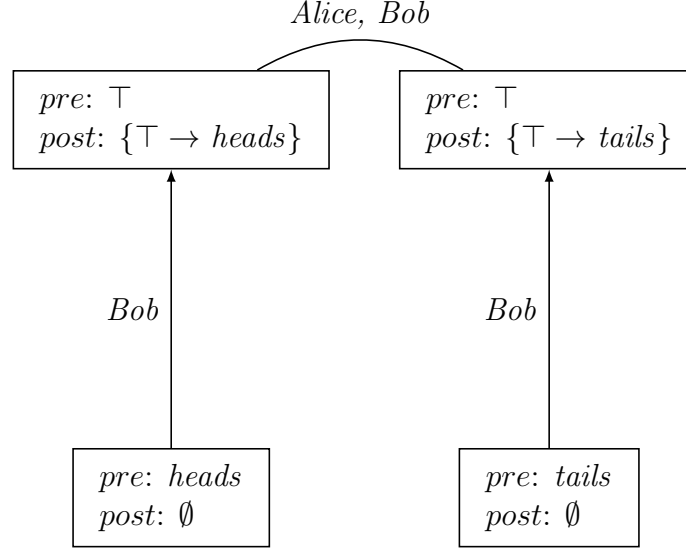 Alice, Bob
pre: ⊤
post: {⊤ → heads}
pre: ⊤
post: {⊤ → tails}
Bob
Bob
pre: heads
post: ∅
pre: tails
post: ∅